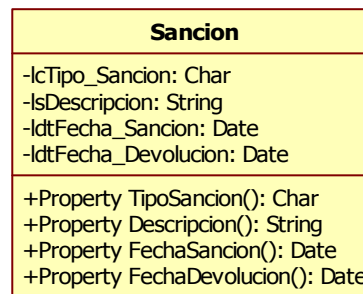 Sancion
-lcTipo_Sancion: Char
-lsDescripcion: String
-ldtFecha_Sancion: Date
-ldtFecha_Devolucion: Date
+Property TipoSancion(): Char
+Property Descripcion(): String
+Property FechaSancion(): Date
+Property FechaDevolucion(): Date